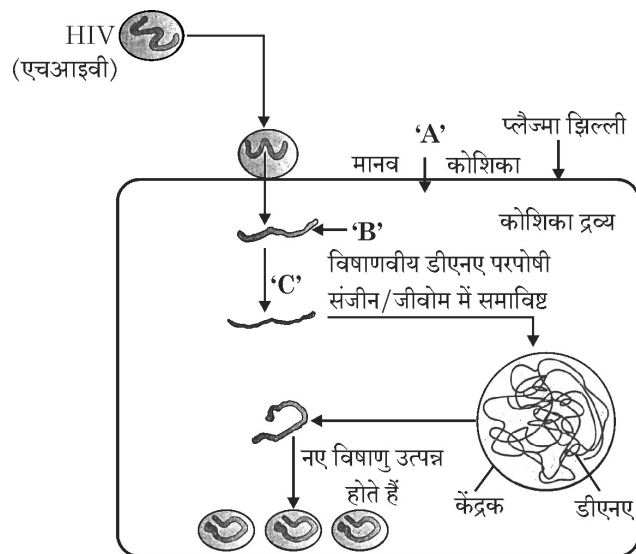 HIV
(एचआइवी)
प्लैज्मा झिल्ली
‘A’
मानव कोशिका
कोशिका द्रव्य
‘B’
‘C’
विषाणवीय डीएनए परपोषी
संजीन/जीवोम में समाविष्ट
नए विषाणु उत्पन्न
होते हैं
केंद्रक
डीएनए